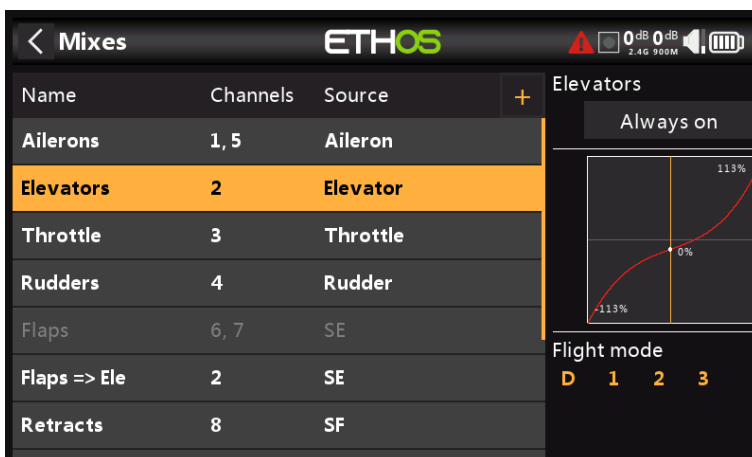 Mixes
ETHOS
0dB 0dB
2.4G 900M
Name Channels Source +
Ailerons 1, 5 Aileron
Elevators 2 Elevator
Throttle 3 Throttle
Rudders 4 Rudder
Flaps 6, 7 SE
Flaps => Ele 2 SE
Retracts 8 SF
Elevators
Always on
113%
0%
-113%
Flight mode
D 1 2 3